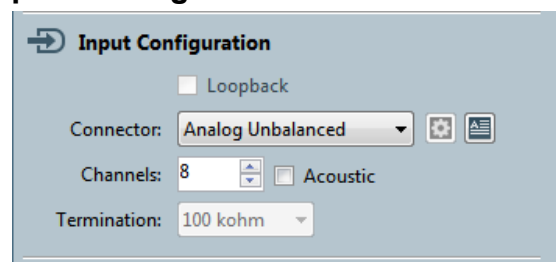 Input Configuration
Loopback
Connector: Analog Unbalanced
Channels: 8 Acoustic
Termination: 100 kohm